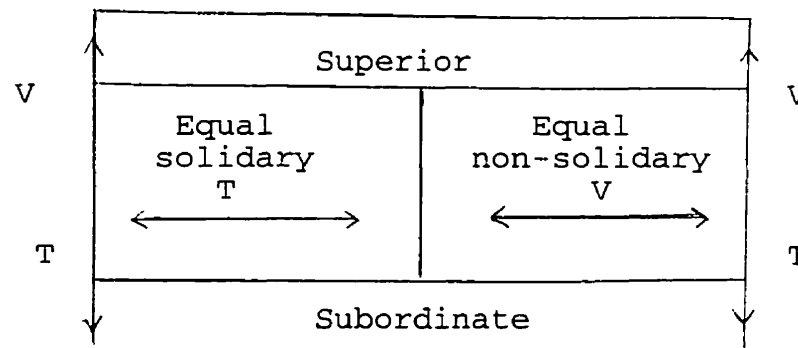 Superior
V V
Equal Equal
solidary non-solidary
T V
T T
Subordinate